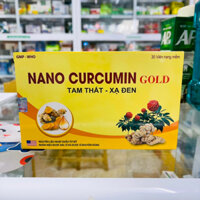 GMP - WHO
30 Viên nang mềm
NANO CURCUMIN GOLD
TAM THẤT - XẠ ĐEN